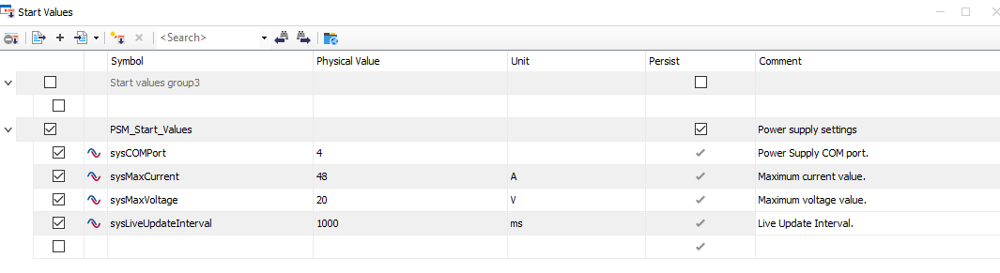 Start Values
<Search>
Symbol Physical Value Unit Persist Comment
Start values group3
PSM_Start_Values Power supply settings
sysCOMPort 4 Power Supply COM port.
sysMaxCurrent 48 A Maximum current value.
sysMaxVoltage 20 V Maximum voltage value.
sysLiveUpdateInterval 1000 ms Live Update Interval.